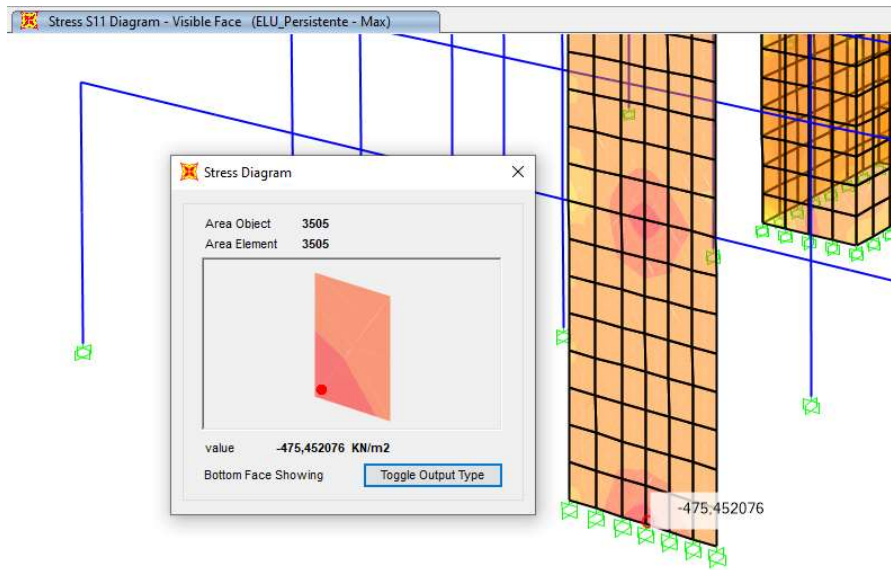 Stress S11 Diagram - Visible Face (ELU_Persistente - Max)
Stress Diagram
Area Object 3505
Area Element 3505
value -475,452076 KN/m2
Bottom Face Showing Toggle Output Type
-475,452076